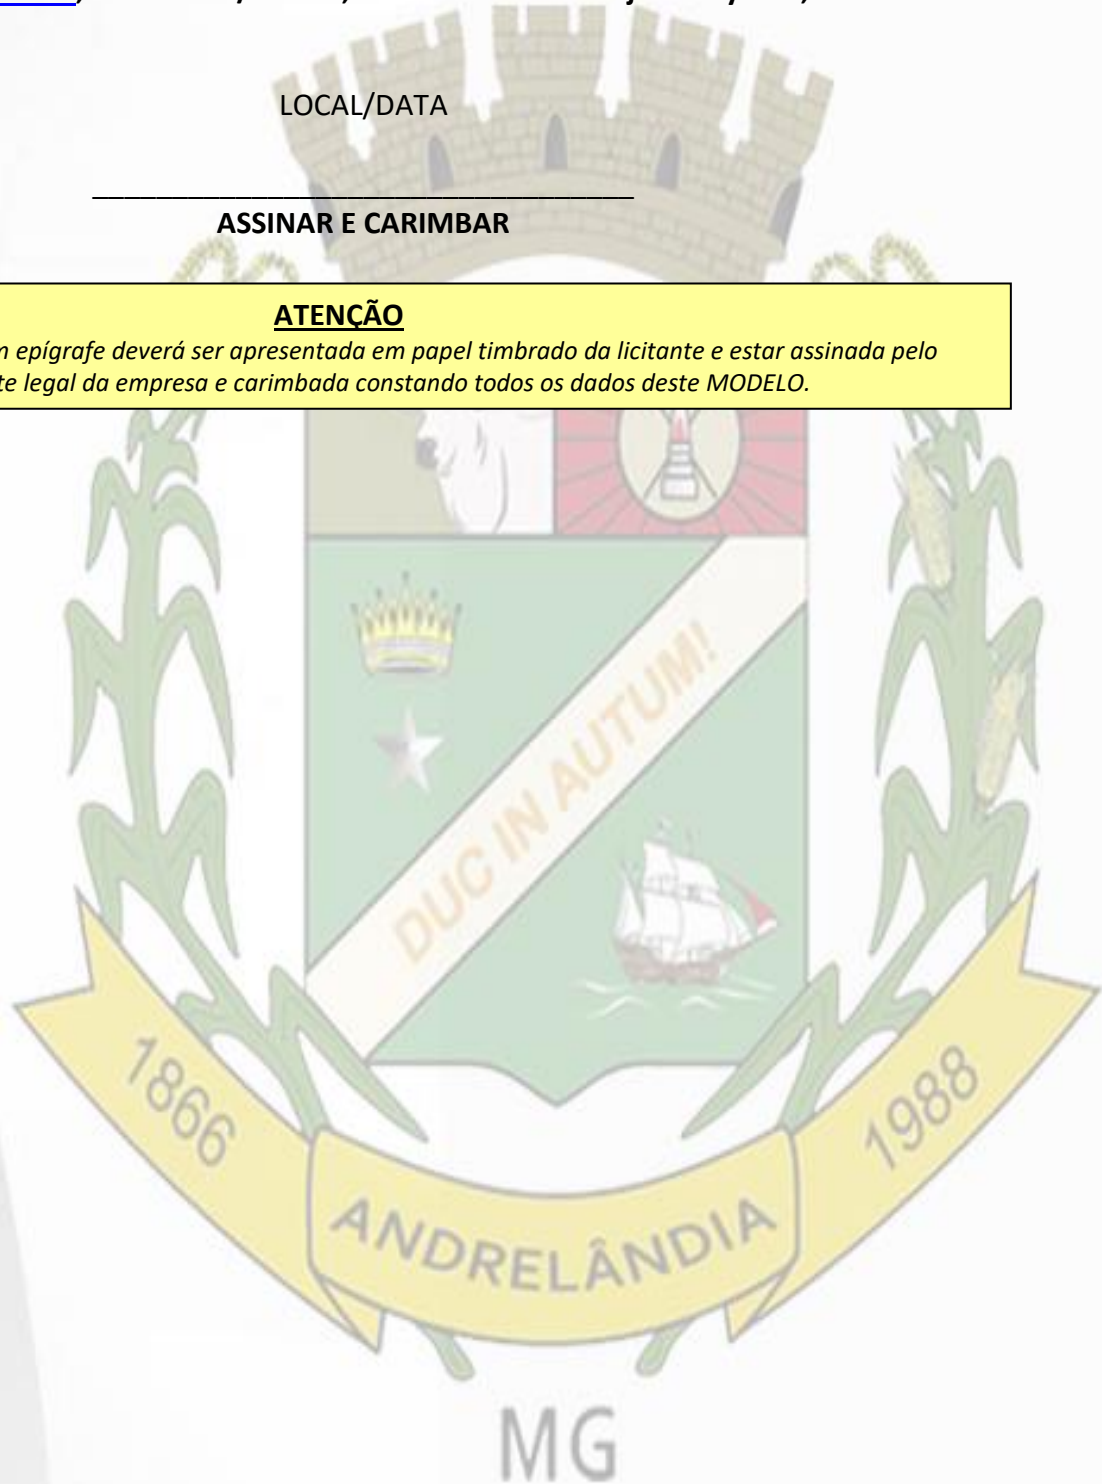 LOCAL/DATA
__________________________________
ASSINAR E CARIMBAR
ATENÇÃO
epígrafe deverá ser apresentada em papel timbrado da licitante e estar assinada pelo
legal da empresa e carimbada constando todos os dados deste MODELO.
DUC IN AUTUM!
1866
1988
ANDRELÂNDIA
MG